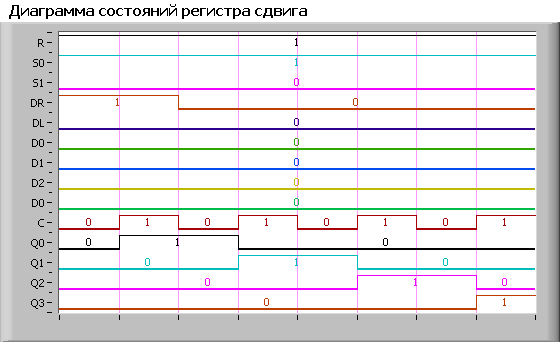 Диаграмма состояний регистра сдвига
R 1
S0 1
S1 0
DR 1 0
DL 0
D0 0
D1 0
D2 0
D0 0
C 0 1 0 1 0 1 0 1
Q0 0 1 0
Q1 0 1 0
Q2 0 1 0
Q3 0 1